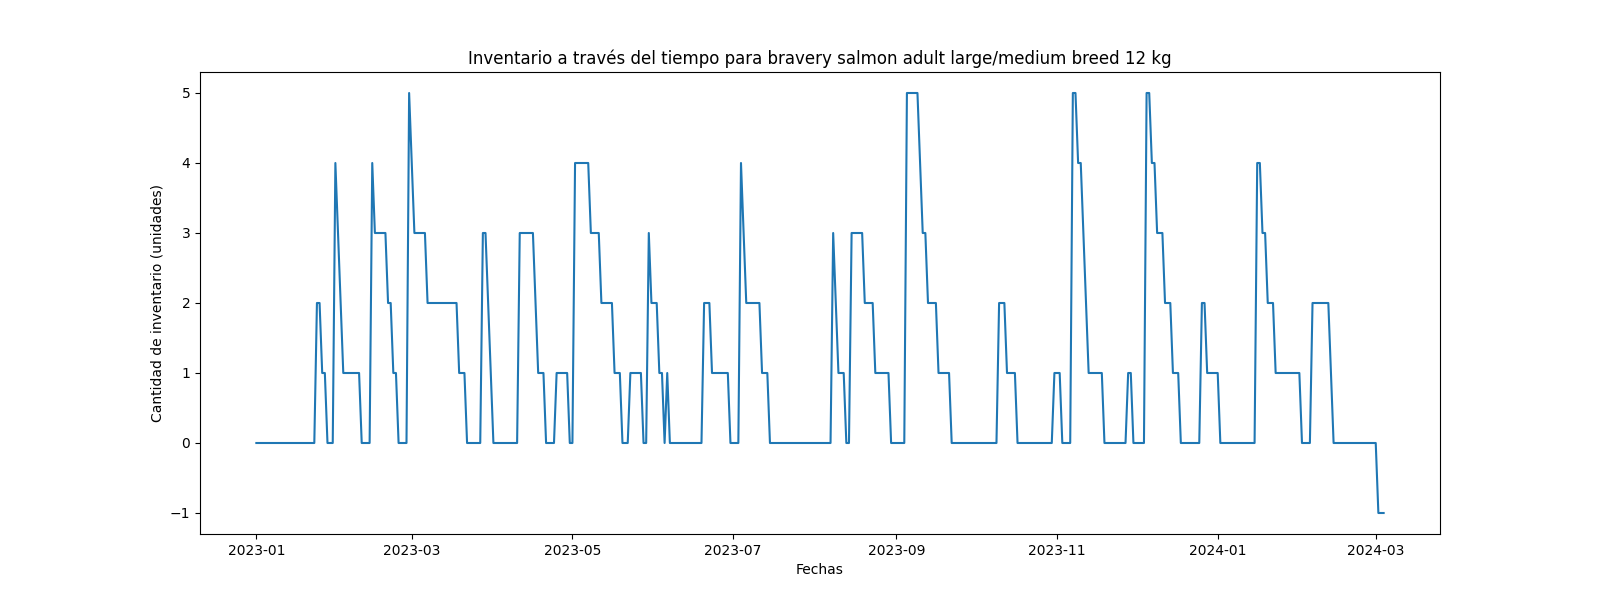 Inventario a través del tiempo para bravery salmon adult large/medium breed 12 kg
Cantidad de inventario (unidades)
5
4
3
2
1
0
−1
2023-01 2023-03 2023-05 2023-07 2023-09 2023-11 2024-01 2024-03
Fechas